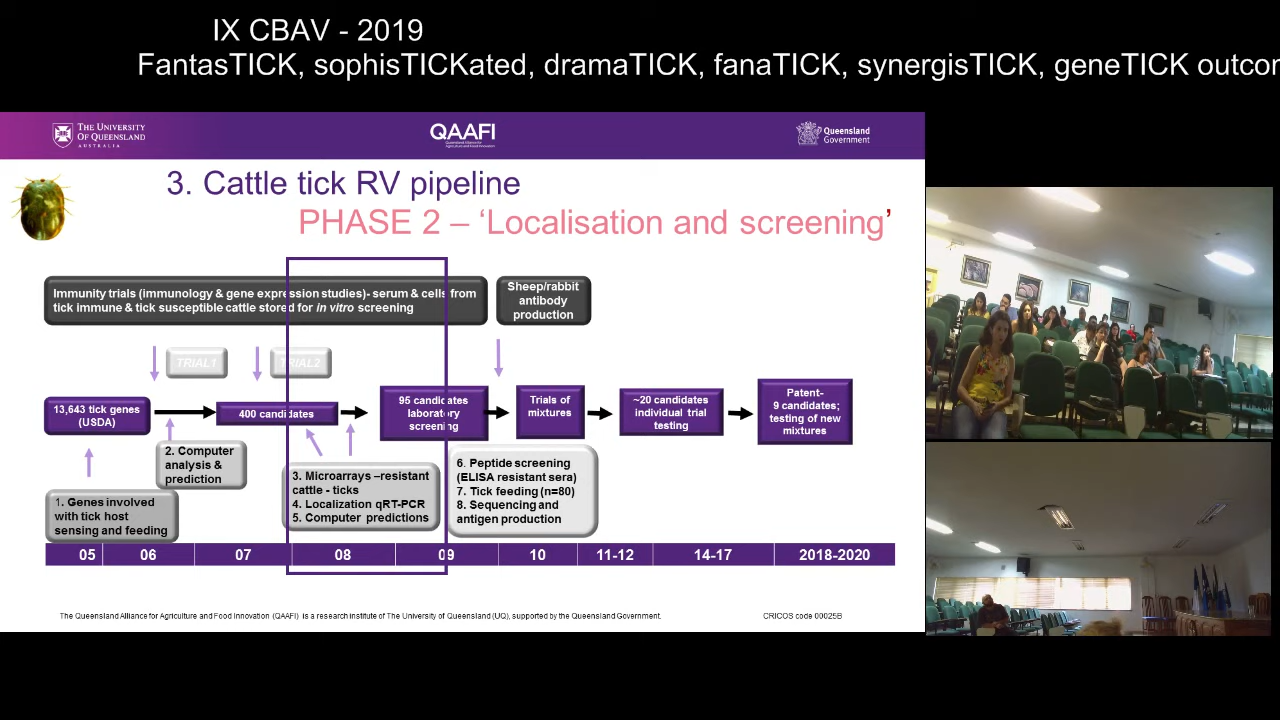 IX CBAV - 2019
FantasTICK, sophisTICKated, dramaTICK, fanaTICK, synergisTICK, geneTICK outcor
THE UNIVERSITY
OF QUEENSLAND
AUSTRALIA
QAAFI
Queensland Alliance for
Agriculture and Food Innovation
Queensland
Government
3. Cattle tick RV pipeline
PHASE 2 – ‘Localisation and screening’
Immunity trials (immunology & gene expression studies)- serum & cells from
tick immune & tick susceptible cattle stored for in vitro screening
Sheep/rabbit
antibody
production
TRIAL1
TRIAL2
13,643 tick genes
(USDA)
400 candidates
95 candidates
laboratory
screening
Trials of
mixtures
~20 candidates
individual trial
testing
Patent-
9 candidates;
testing of new
mixtures
2. Computer
analysis &
prediction
1. Genes involved
with tick host
sensing and feeding
3. Microarrays –resistant
cattle - ticks
4. Localization qRT-PCR
5. Computer predictions
6. Peptide screening
(ELISA resistant sera)
7. Tick feeding (n=80)
8. Sequencing and
antigen production
05 06 07 08 09 10 11-12 14-17 2018-2020
The Queensland Alliance for Agriculture and Food Innovation (QAAFI) is a research institute of The University of Queensland (UQ), supported by the Queensland Government.
CRICOS code 00025B